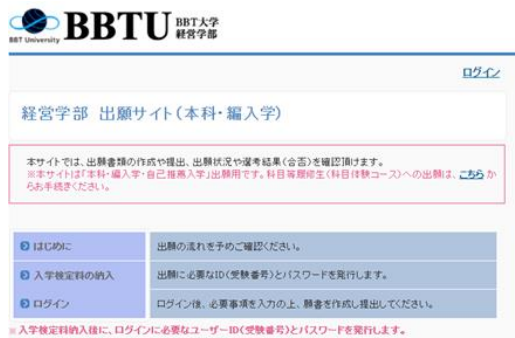 BBT University
BBTU BBT大学
経営学部
ログイン
経営学部 出願サイト(本科・編入学)
本サイトでは、出願書類の作成や提出、出願状況や選考結果(合否)を確認頂けます。
※本サイトは「本科・編入学・自己推薦入学」出願用です。科目等履修生(科目体験コース)への出願は、こちらか
らお手続きください。
はじめに 出願の流れを予めご確認ください。
入学検定料の納入 出願に必要なID(受験番号)とパスワードを発行します。
ログイン ログイン後、必要事項を入力の上、願書を作成し提出してください。
※入学検定料納入後に、ログインに必要なユーザーID(受験番号)とパスワードを発行します。